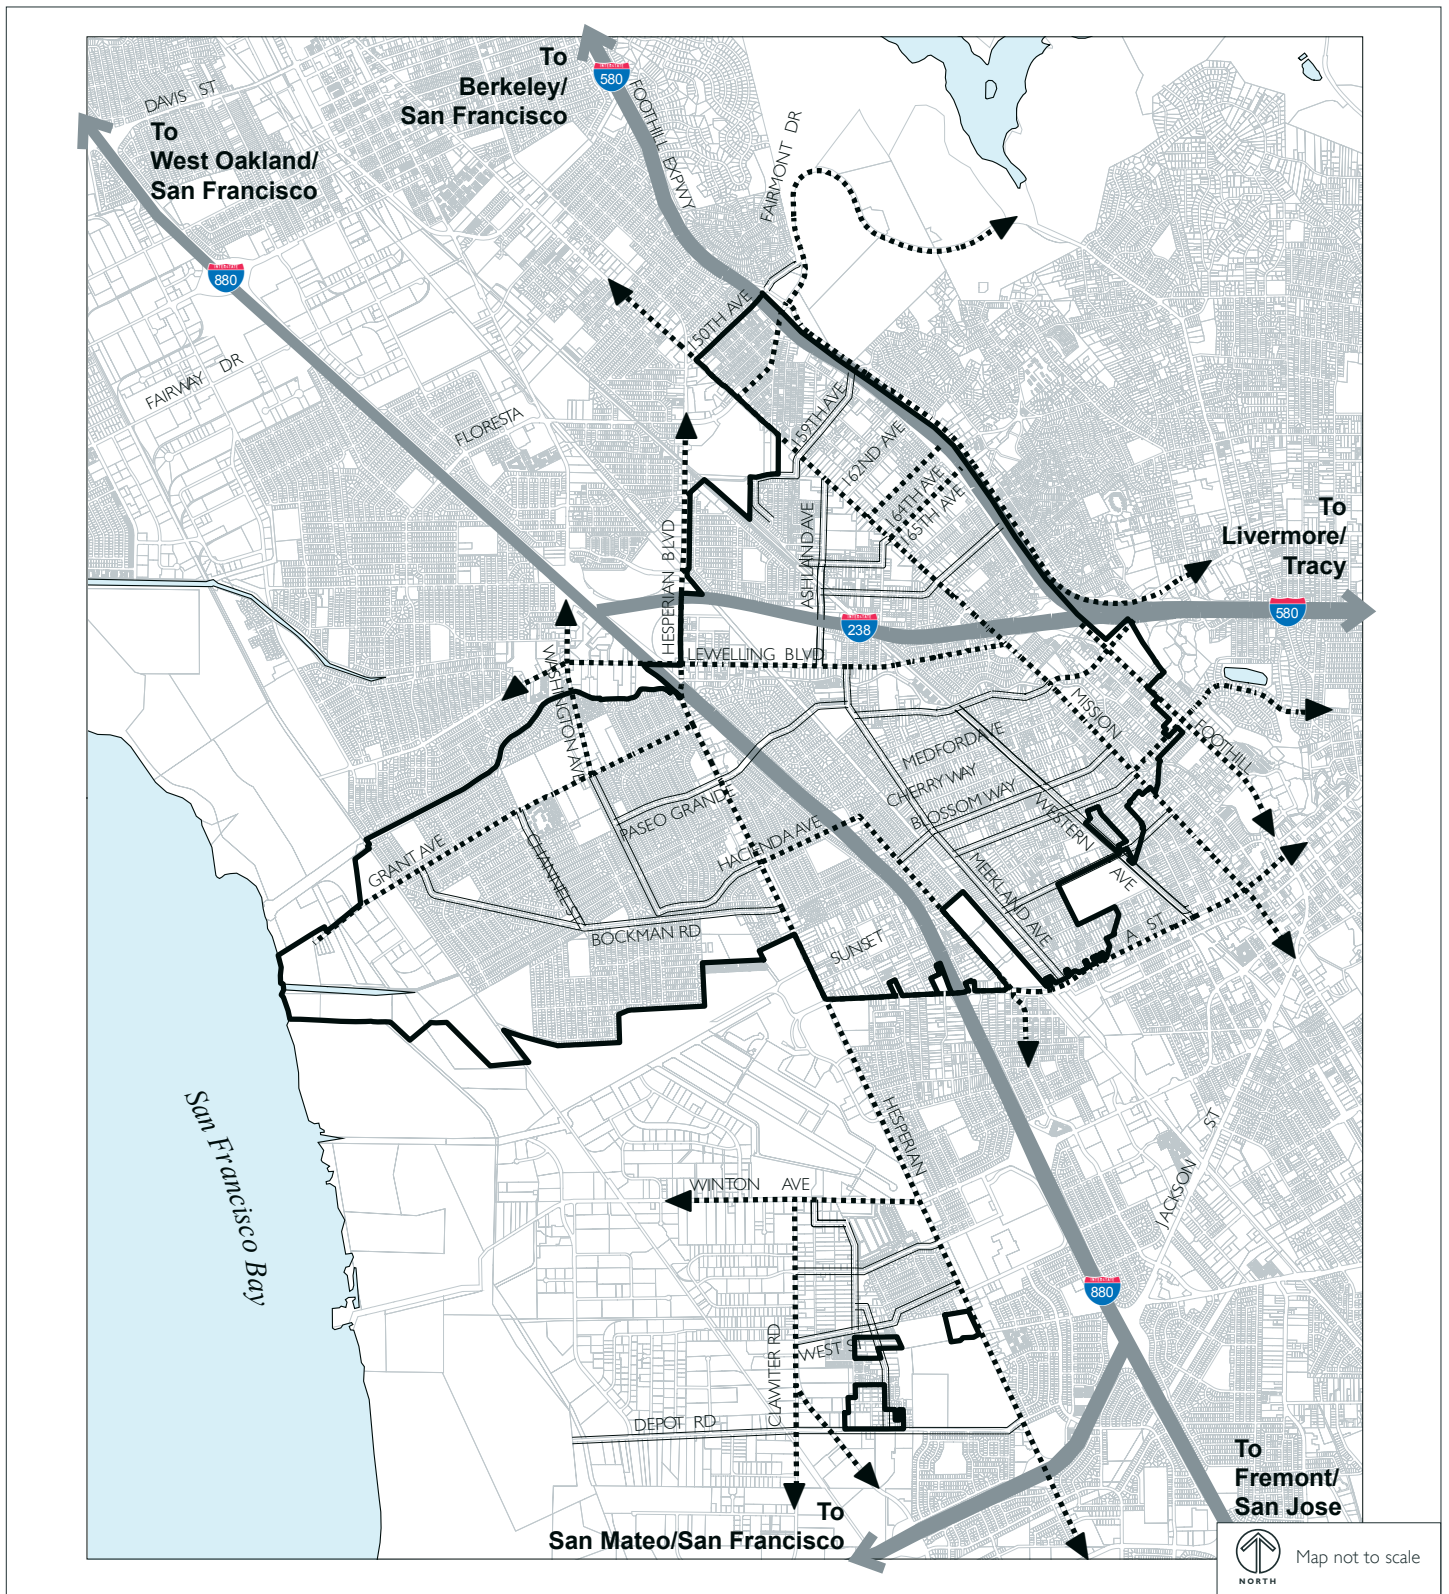 To
Berkeley/
San Francisco
580
FOOTHILL EXPWY
DAVIS ST
To
West Oakland/
San Francisco
FAIRMONT DR
880
150TH AVE
FAIRWAY DR
FLORESTA
159TH AVE
162ND AVE
164TH AVE
65TH AVE
To
Livermore/
Tracy
580
HESPERIAN BLVD
ASHLAND AVE
238
LEWELLING BLVD
WASHINGTON AVE
MISSION
FOOTHILL
MEDFORD AVE
CHERRY WAY
BLOSSOM WAY
WESTERN AVE
PASEO GRANDE
HACIENDA AVE
GRANT AVE
CHANNEL ST
MEEKLAND AVE
BOCKMAN RD
SUNSET
A ST
San Francisco Bay
HESPERIAN
JACKSON ST
WINTON AVE
880
CLAWITER RD
WEST S
DEPOT RD
To
Fremont/
San Jose
To
San Mateo/San Francisco
NORTH
Map not to scale